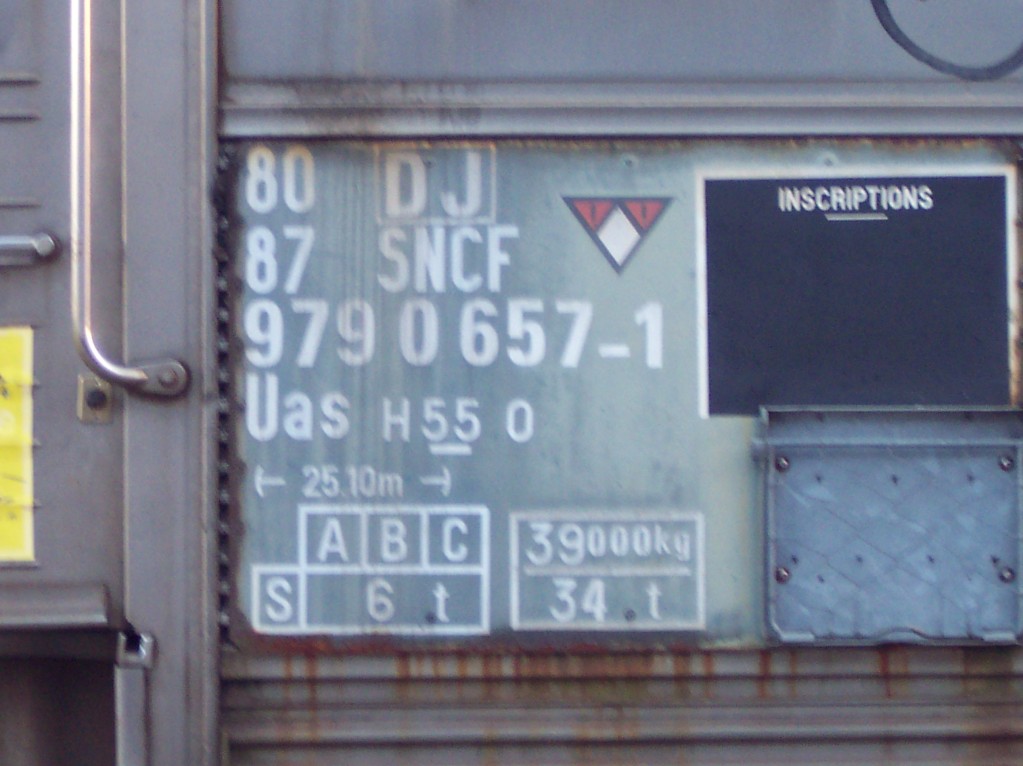 80 DJ
87 SNCF
979 0 657-1
Uas H 55 0
25.10m
A B C
S 6 t
39000kg
34 t
INSCRIPTIONS